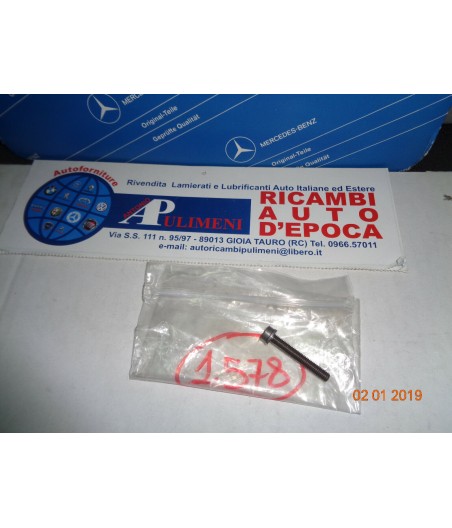 MERCEDES-BENZ
Original-Teile
Geprüfte Qualität
MERCEDES-BENZ
Original-Teile
Geprüfte Qualität
Autoforniture
Rivendita Lamierati e Lubrificanti Auto Italiane ed Estere
APULIMENI
RICAMBI
AUTO
D'EPOCA
Via S.S. 111 n. 95/97 - 89013 GIOIA TAURO (RC) Tel. 0966.57011
e-mail: autoricambipulimeni@libero.it
1578
02 01 2019